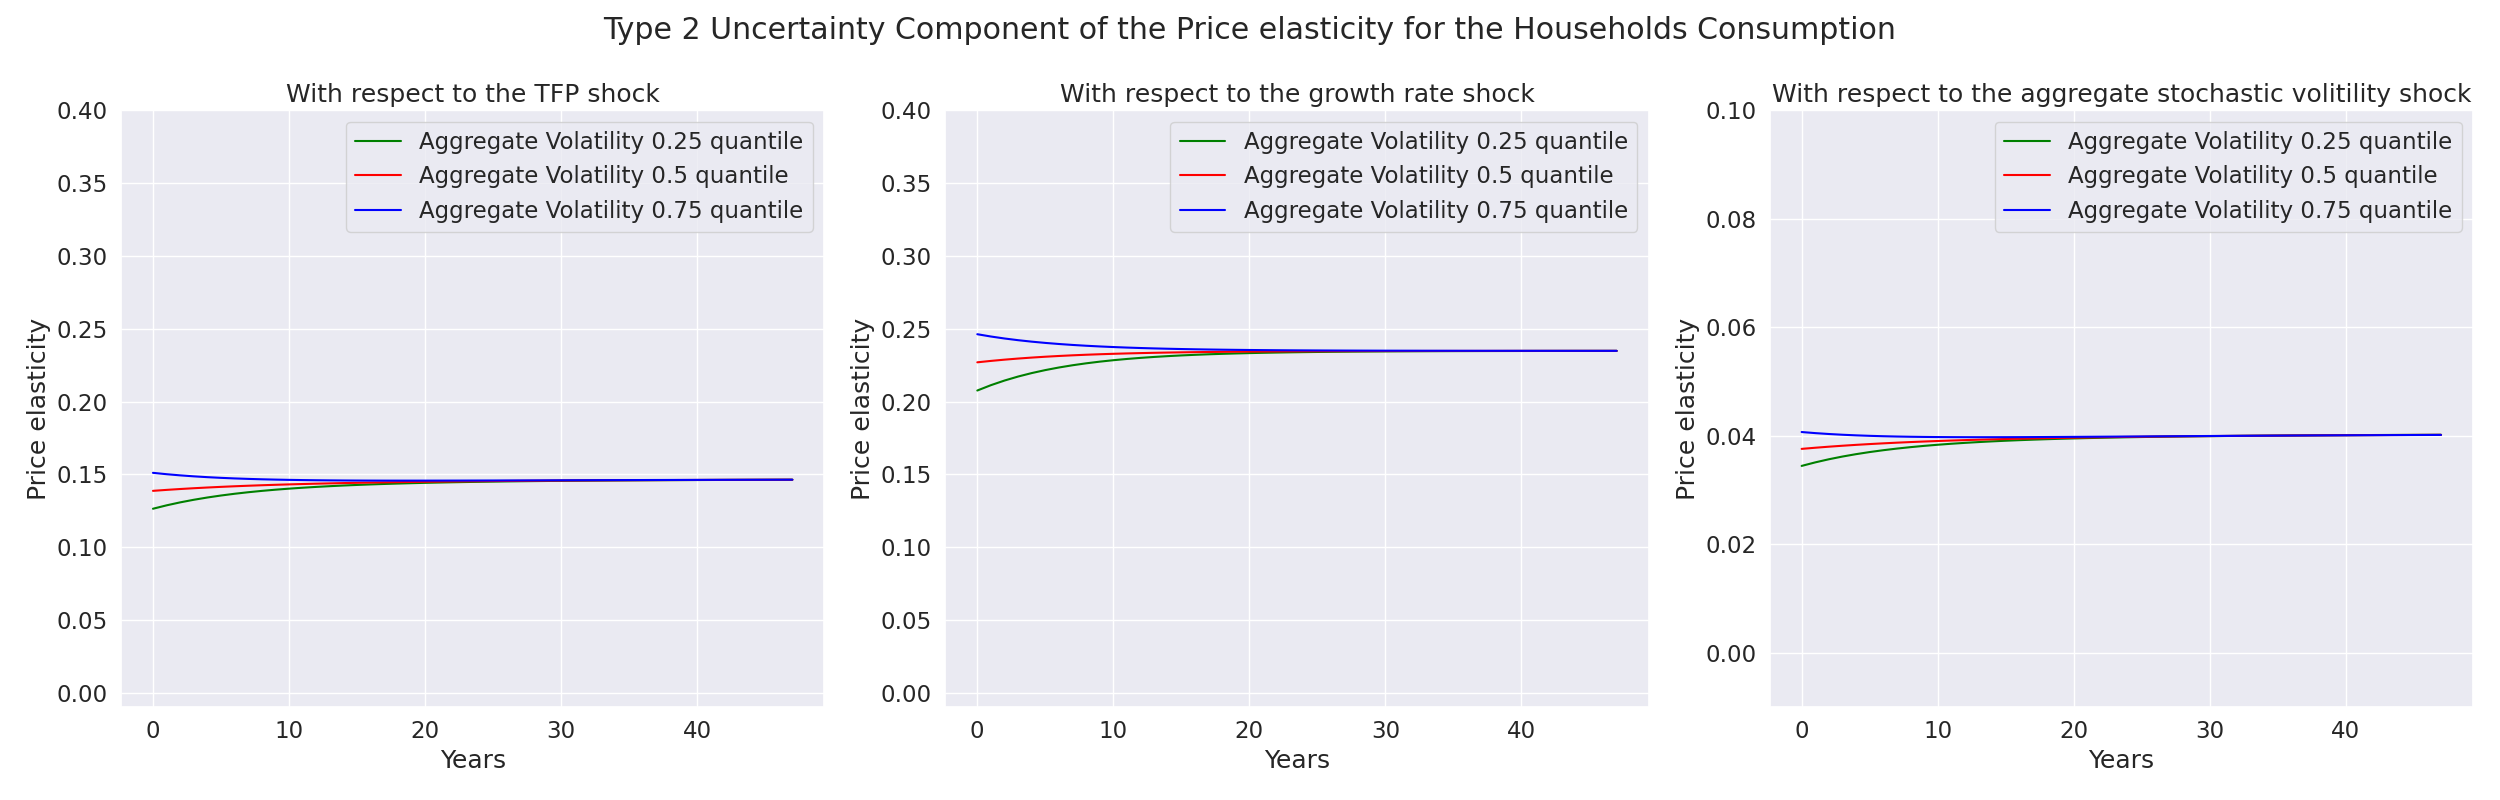 Type 2 Uncertainty Component of the Price elasticity for the Households Consumption
With respect to the TFP shock
0.40
0.35
0.30
0.25
0.20
0.15
0.10
0.05
0.00
Price elasticity
Aggregate Volatility 0.25 quantile
Aggregate Volatility 0.5 quantile
Aggregate Volatility 0.75 quantile
0 10 20 30 40
Years
With respect to the growth rate shock
0.40
0.35
0.30
0.25
0.20
0.15
0.10
0.05
0.00
Price elasticity
Aggregate Volatility 0.25 quantile
Aggregate Volatility 0.5 quantile
Aggregate Volatility 0.75 quantile
0 10 20 30 40
Years
With respect to the aggregate stochastic volitility shock
0.10
0.08
0.06
0.04
0.02
0.00
Price elasticity
Aggregate Volatility 0.25 quantile
Aggregate Volatility 0.5 quantile
Aggregate Volatility 0.75 quantile
0 10 20 30 40
Years